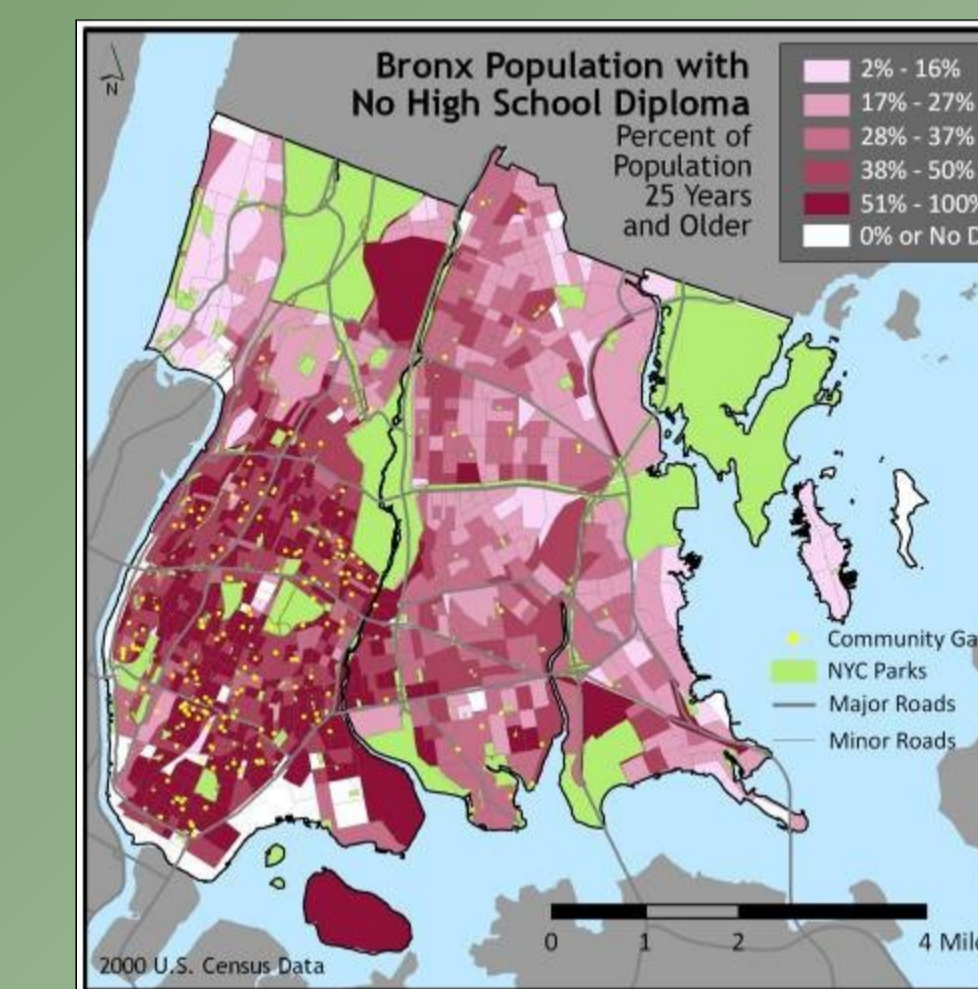 N
Bronx Population with
No High School Diploma
Percent of
Population
25 Years
and Older
2% - 16%
17% - 27%
28% - 37%
38% - 50%
51% - 100%
0% or No D
Community Ga
NYC Parks
Major Roads
Minor Roads
0 1 2 4 Mile
2000 U.S. Census Data